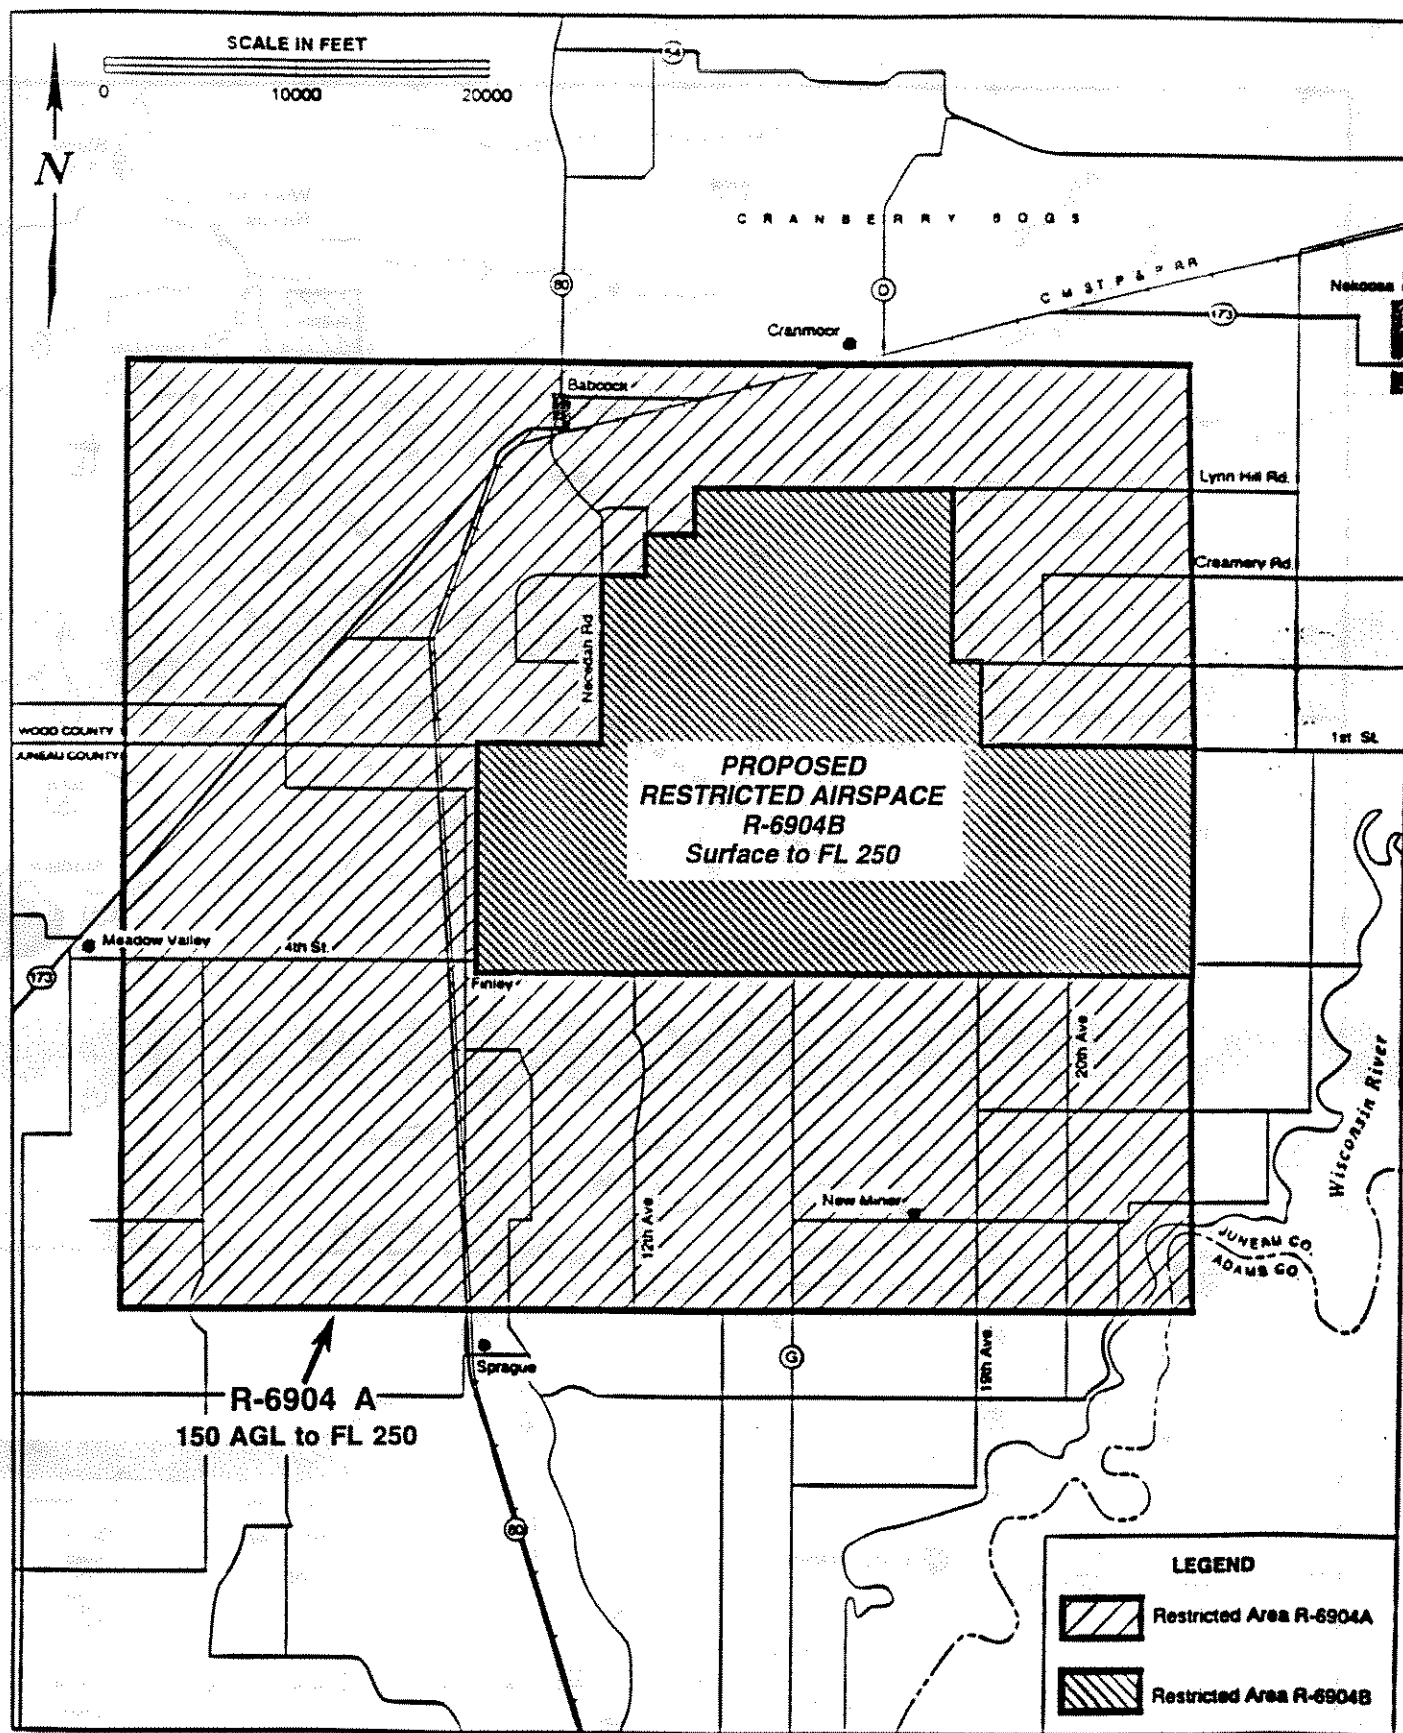 SCALE IN FEET
0 10000 20000
N
54
CRANBERRY BOGS
80
D
C M ST P & P RR
Nekoosa
173
Cranmoor
Babcock
Lynn Hill Rd.
Creamery Rd.
Necedah Rd
WOOD COUNTY
JUNEAU COUNTY
1st St.
PROPOSED
RESTRICTED AIRSPACE
R-6904B
Surface to FL 250
Meadow Valley
4th St.
173
Finley
20th Ave
Wisconsin River
12th Ave
New Miner
JUNEAU CO.
ADAMS CO.
Sprague
G
19th Ave.
R-6904 A
150 AGL to FL 250
80
LEGEND
Restricted Area R-6904A
Restricted Area R-6904B